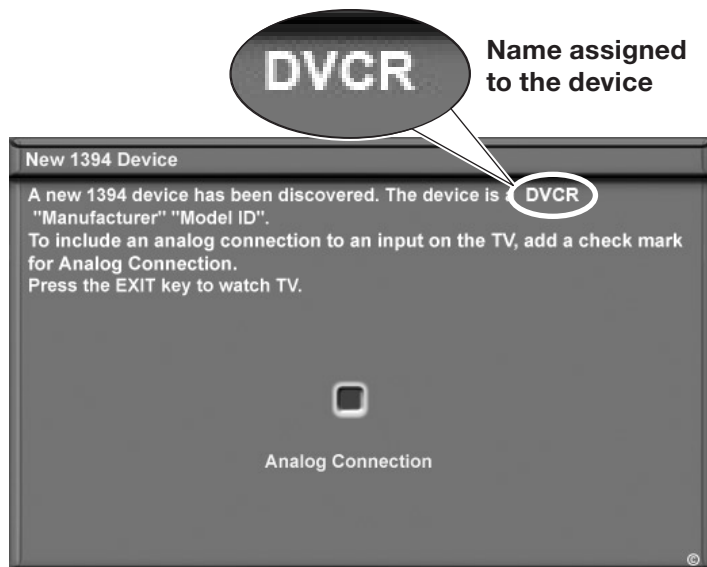 DVCR
Name assigned
to the device
New 1394 Device
A new 1394 device has been discovered. The device is DVCR
"Manufacturer" "Model ID".
To include an analog connection to an input on the TV, add a check mark
for Analog Connection.
Press the EXIT key to watch TV.
Analog Connection
©